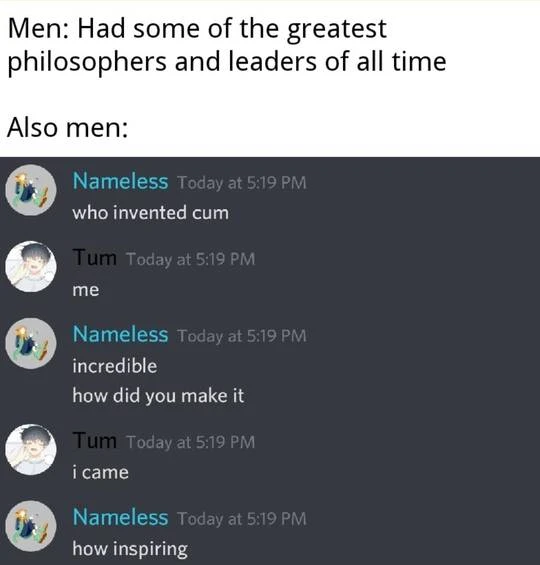 Men: Had some of the greatest
philosophers and leaders of all time
Also men:
Nameless Today at 5:19 PM
who invented cum
Tum Today at 5:19 PM
me
Nameless Today at 5:19 PM
incredible
how did you make it
Tum Today at 5:19 PM
i came
Nameless Today at 5:19 PM
how inspiring